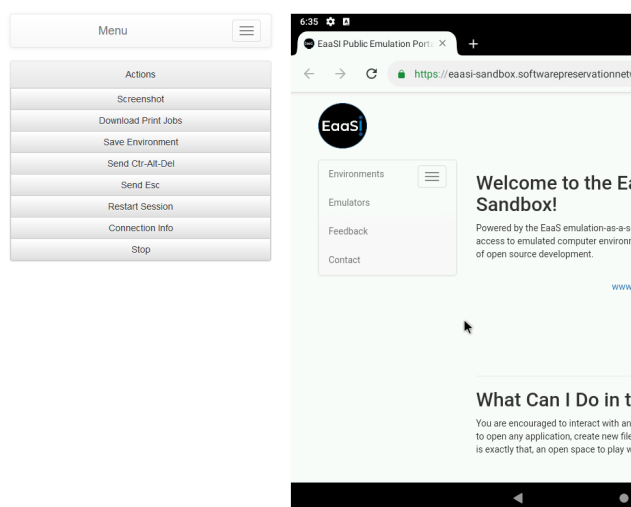 Menu
Actions
Screenshot
Download Print Jobs
Save Environment
Send Ctr-Alt-Del
Send Esc
Restart Session
Connection Info
Stop
6:35
EaaSI Public Emulation Port
https://eaasi-sandbox.softwarepreservationnetw
EaaSI
Environments
Emulators
Feedback
Contact
Welcome to the Ea
Sandbox!
Powered by the EaaS emulation-as-a-s
access to emulated computer environm
of open source development.
www
What Can I Do in t
You are encouraged to interact with an
to open any application, create new file
is exactly that, an open space to play w